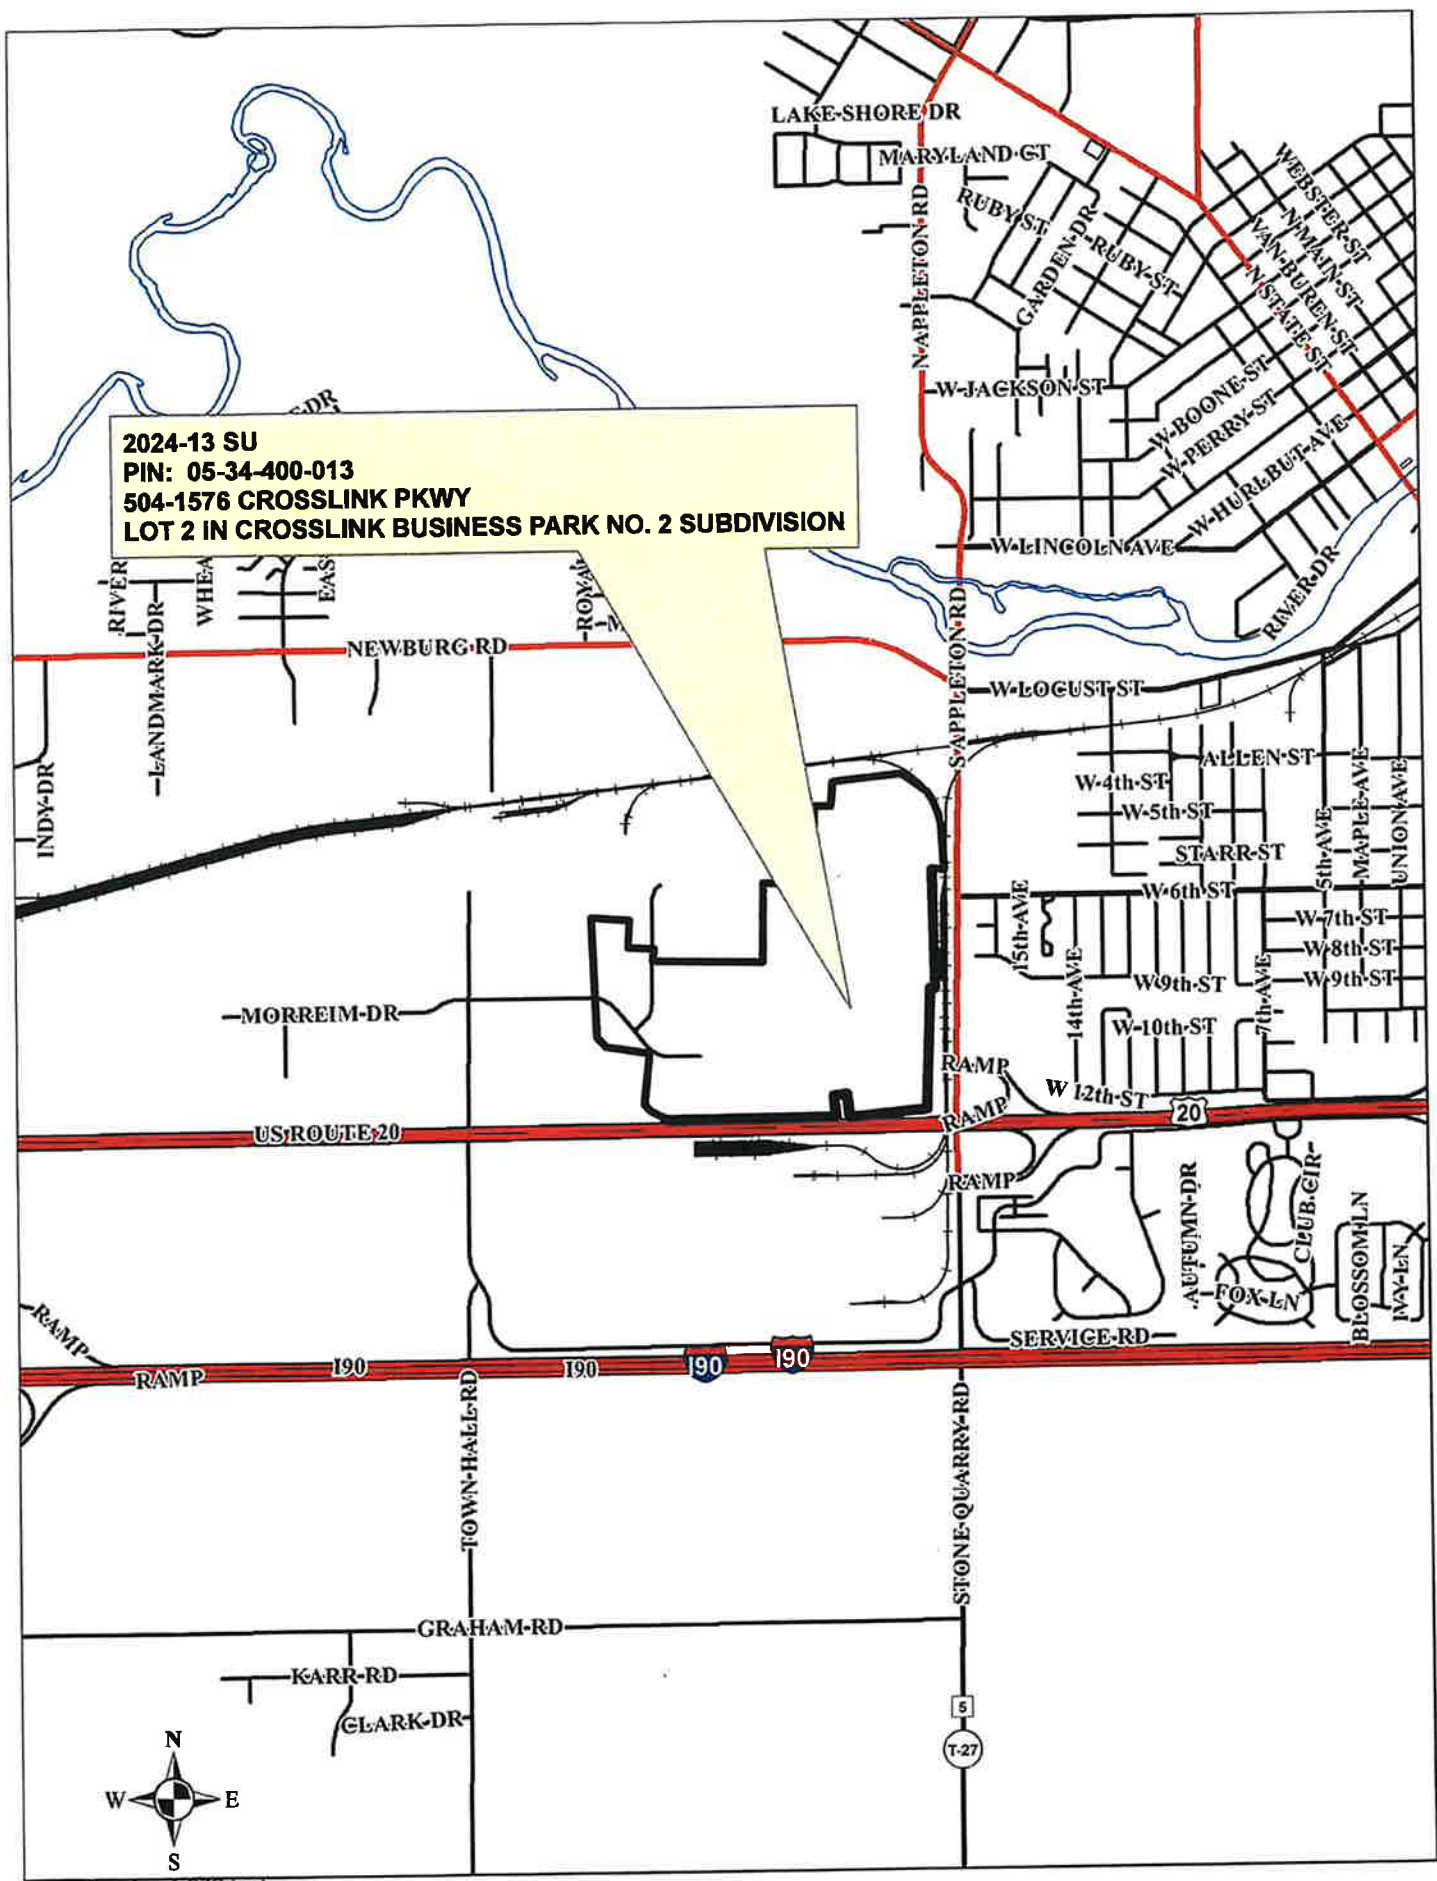 LAKE SHORE DR
MARYLAND CT
WEBSTER ST
N MAIN ST
VAN BUREN ST
N STATE ST
RUBY ST
RUBY ST
GARDEN DR
N APPLETON RD
W JACKSON ST
W BOONE ST
W PERRY ST
W HURLBUT AVE
DR
2024-13 SU
PIN: 05-34-400-013
504-1576 CROSSLINK PKWY
LOT 2 IN CROSSLINK BUSINESS PARK NO. 2 SUBDIVISION
W LINCOLN AVE
RIVER DR
RIVER
LANDMARK DR
WHEA
EAS
ROYA
M
NEWBURG RD
S APPLETON RD
W LOCUST ST
INDY DR
ALLEN ST
W 4th ST
W 5th ST
STARR ST
5th AVE
MAPLE AVE
UNION AVE
W 6th ST
15th AVE
W 7th ST
W 8th ST
W 9th ST
W 9th ST
14th AVE
7th AVE
W 10th ST
MORREIM DR
RAMP
W 12th ST
RAMP
20
US ROUTE 20
RAMP
AUTUMN DR
CLUB CIR
BLOSSOM LN
IVY LN
FOX LN
SERVICE RD
RAMP
RAMP
I90
I90
I90
I90
TOWN HALL RD
STONE QUARRY RD
GRAHAM RD
KARR RD
CLARK DR
5
T-27
N
W
E
S